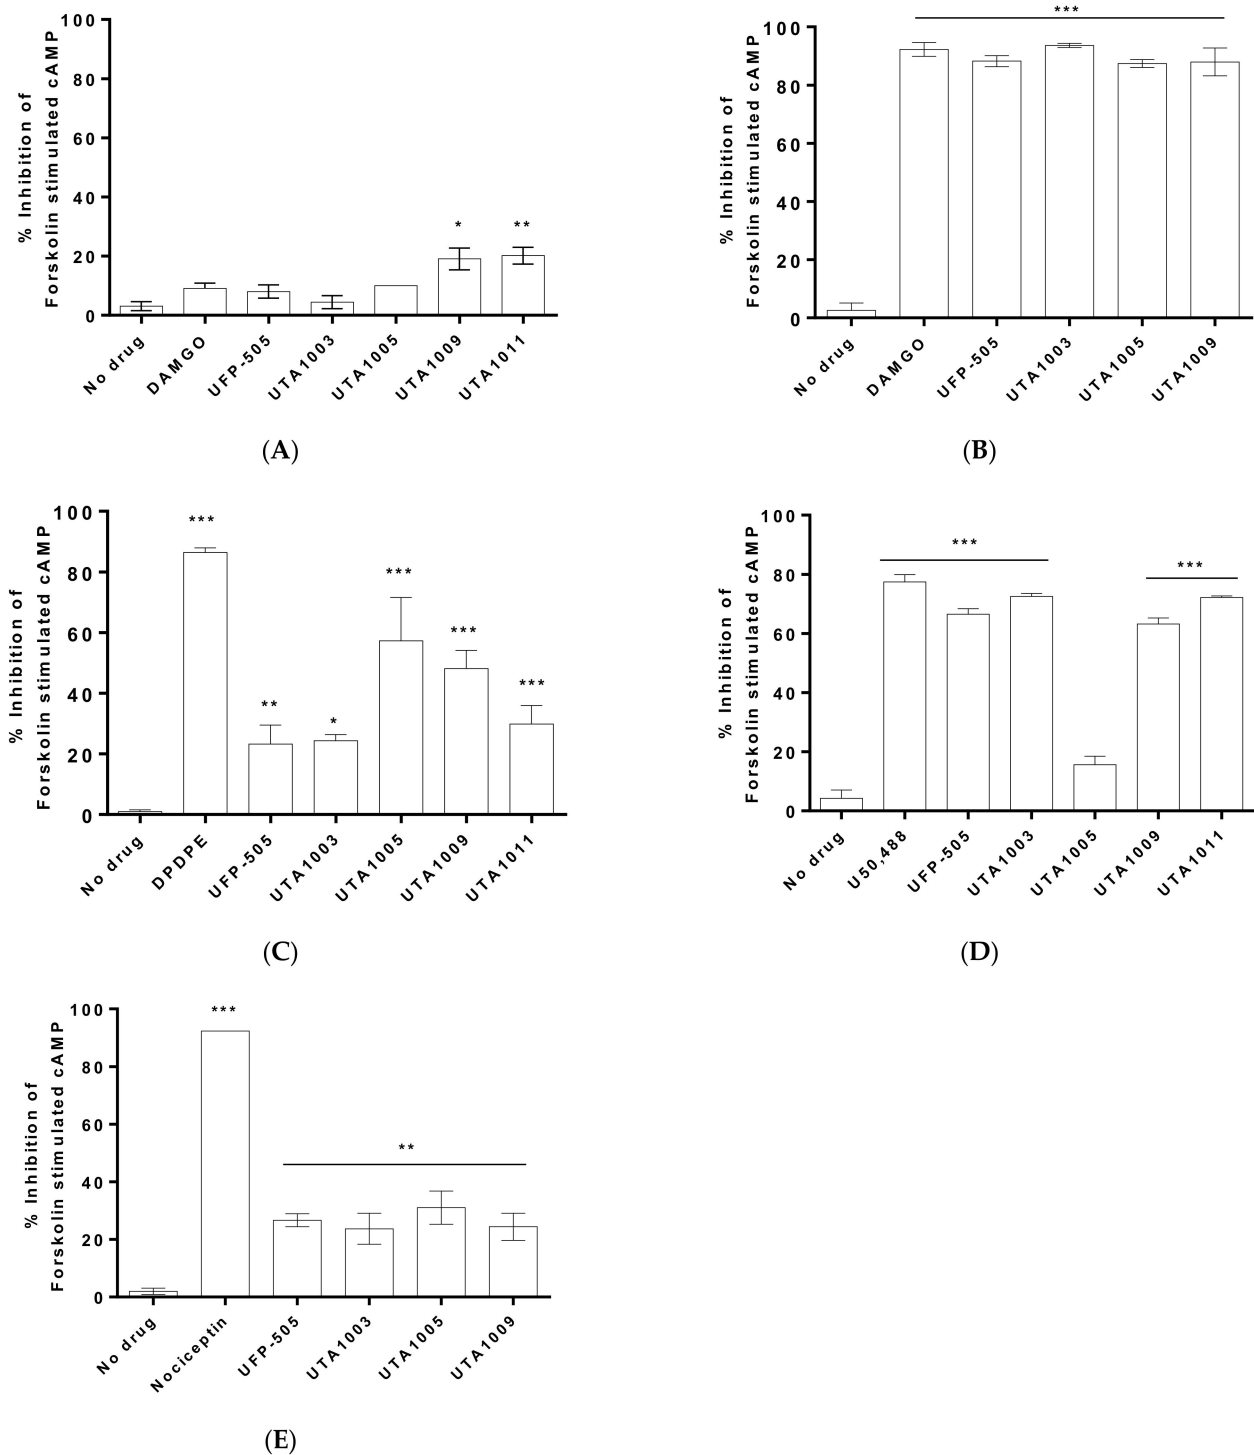 100
80
60
40
20
0
% Inhibition of
Forskolin stimulated cAMP
*
**
No drug
DAMGO
UFP-505
UTA1003
UTA1005
UTA1009
UTA1011
(A)
100
80
60
40
20
0
% Inhibition of
Forskolin stimulated cAMP
***
No drug
DAMGO
UFP-505
UTA1003
UTA1005
UTA1009
(B)
100
80
60
40
20
0
% Inhibition of
Forskolin stimulated cAMP
***
**
*
***
***
***
No drug
DPDPE
UFP-505
UTA1003
UTA1005
UTA1009
UTA1011
(C)
100
80
60
40
20
0
% Inhibition of
Forskolin stimulated cAMP
***
***
No drug
U50,488
UFP-505
UTA1003
UTA1005
UTA1009
UTA1011
(D)
100
80
60
40
20
0
% Inhibition of
Forskolin stimulated cAMP
***
**
No drug
Nociceptin
UFP-505
UTA1003
UTA1005
UTA1009
(E)